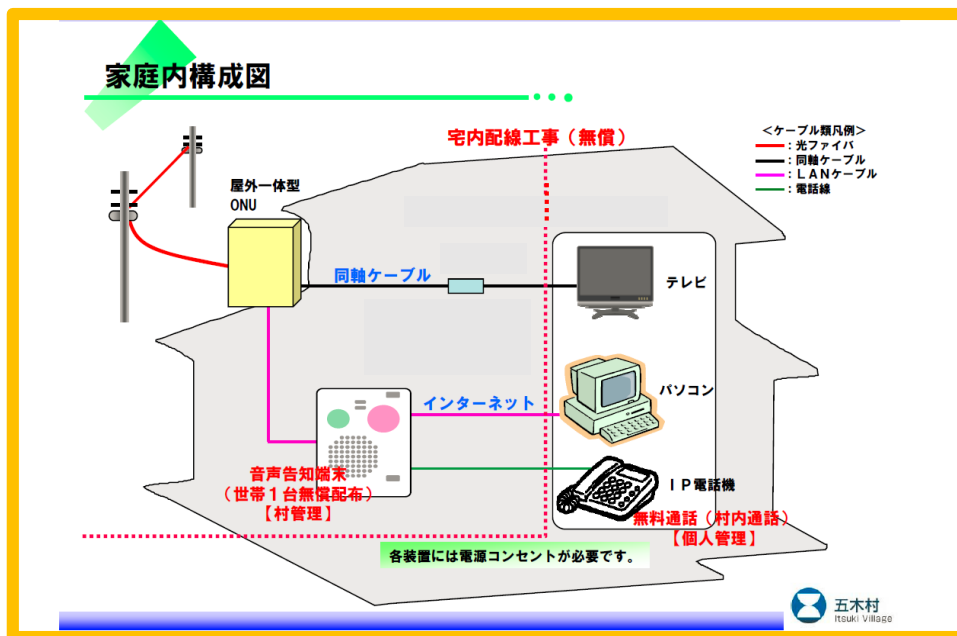 家庭内構成図
宅内配線工事（無償）
＜ケーブル類凡例＞
：光ファイバ
：同軸ケーブル
：ＬＡＮケーブル
：電話線
屋外一体型
ONU
同軸ケーブル
テレビ
パソコン
インターネット
音声告知端末
（世帯１台無償配布）
【村管理】
ＩＰ電話機
無料通話（村内通話）
【個人管理】
各装置には電源コンセントが必要です。
五木村
Itsuki Village